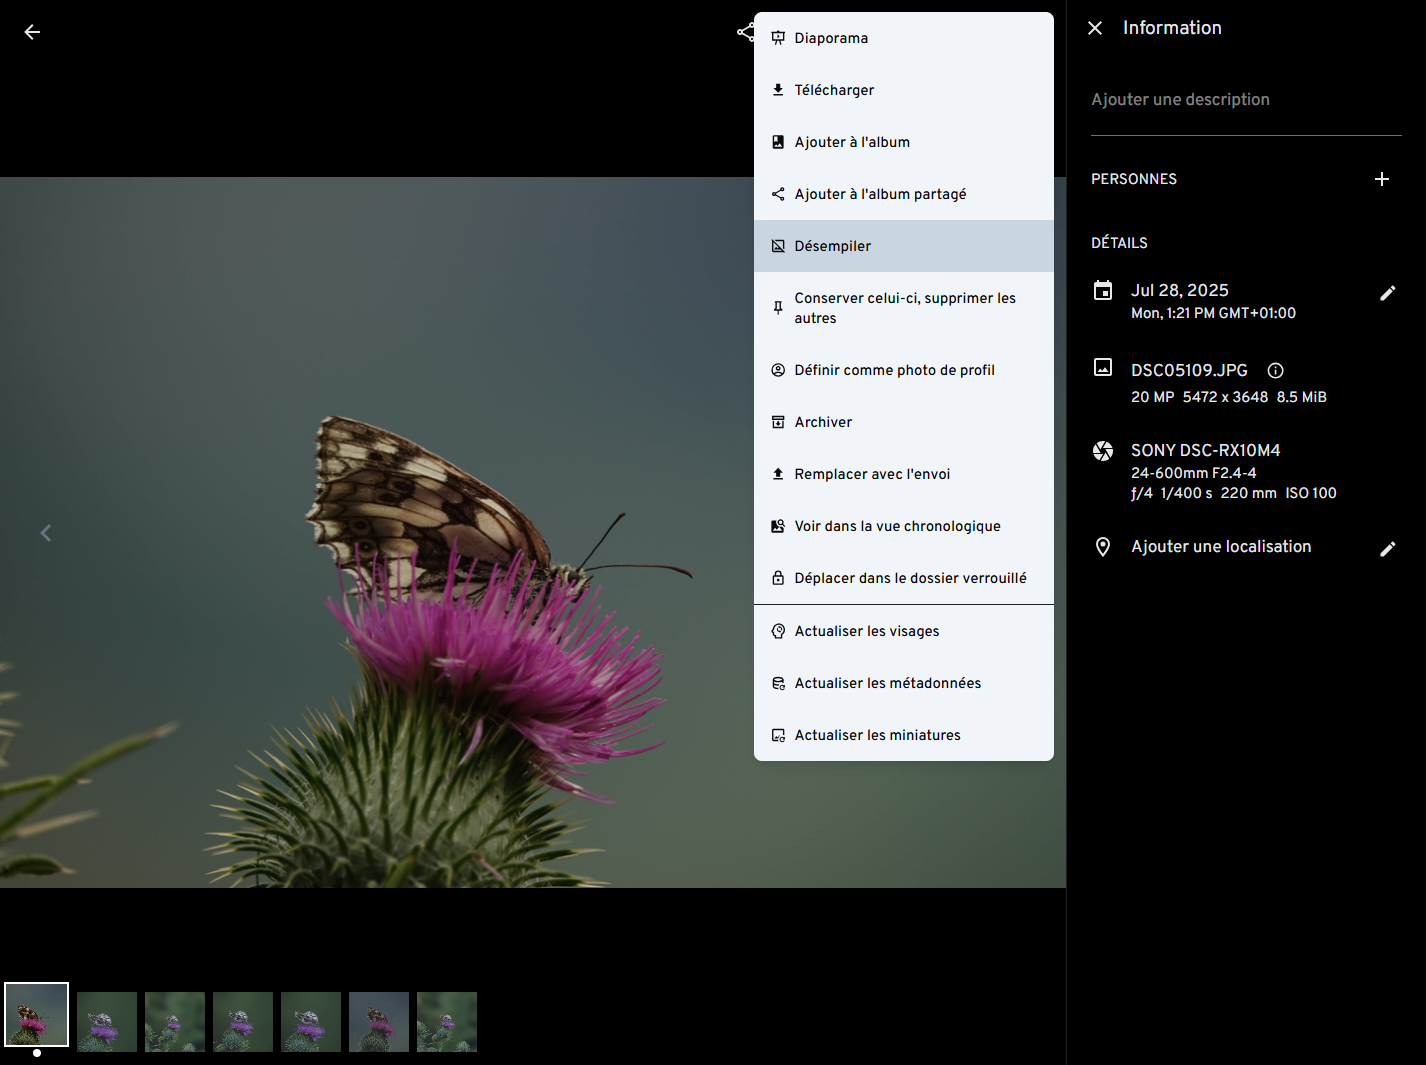 Diaporama
Télécharger
Ajouter à l'album
Ajouter à l'album partagé
Désempiler
Conserver celui-ci, supprimer les
autres
Définir comme photo de profil
Archiver
Remplacer avec l'envoi
Voir dans la vue chronologique
Déplacer dans le dossier verrouillé
Actualiser les visages
Actualiser les métadonnées
Actualiser les miniatures
Information
Ajouter une description
PERSONNES
DÉTAILS
Jul 28, 2025
Mon, 1:21 PM GMT+01:00
DSC05109.JPG
20 MP 5472 x 3648 8.5 MiB
SONY DSC-RX10M4
24-600mm F2.4-4
ƒ/4 1/400 s 220 mm ISO 100
Ajouter une localisation